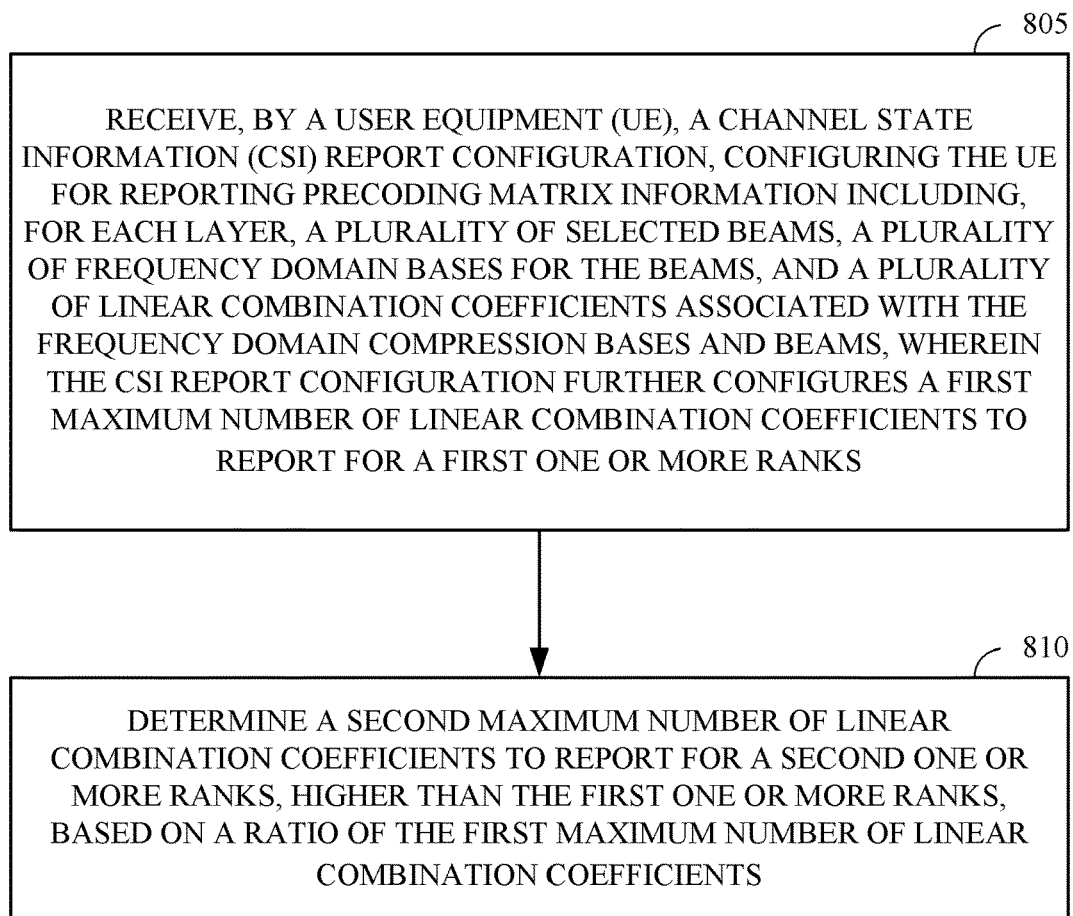 805
RECEIVE, BY A USER EQUIPMENT (UE), A CHANNEL STATE
INFORMATION (CSI) REPORT CONFIGURATION, CONFIGURING THE UE
FOR REPORTING PRECODING MATRIX INFORMATION INCLUDING,
FOR EACH LAYER, A PLURALITY OF SELECTED BEAMS, A PLURALITY
OF FREQUENCY DOMAIN BASES FOR THE BEAMS, AND A PLURALITY
OF LINEAR COMBINATION COEFFICIENTS ASSOCIATED WITH THE
FREQUENCY DOMAIN COMPRESSION BASES AND BEAMS, WHEREIN
THE CSI REPORT CONFIGURATION FURTHER CONFIGURES A FIRST
MAXIMUM NUMBER OF LINEAR COMBINATION COEFFICIENTS TO
REPORT FOR A FIRST ONE OR MORE RANKS
810
DETERMINE A SECOND MAXIMUM NUMBER OF LINEAR
COMBINATION COEFFICIENTS TO REPORT FOR A SECOND ONE OR
MORE RANKS, HIGHER THAN THE FIRST ONE OR MORE RANKS,
BASED ON A RATIO OF THE FIRST MAXIMUM NUMBER OF LINEAR
COMBINATION COEFFICIENTS